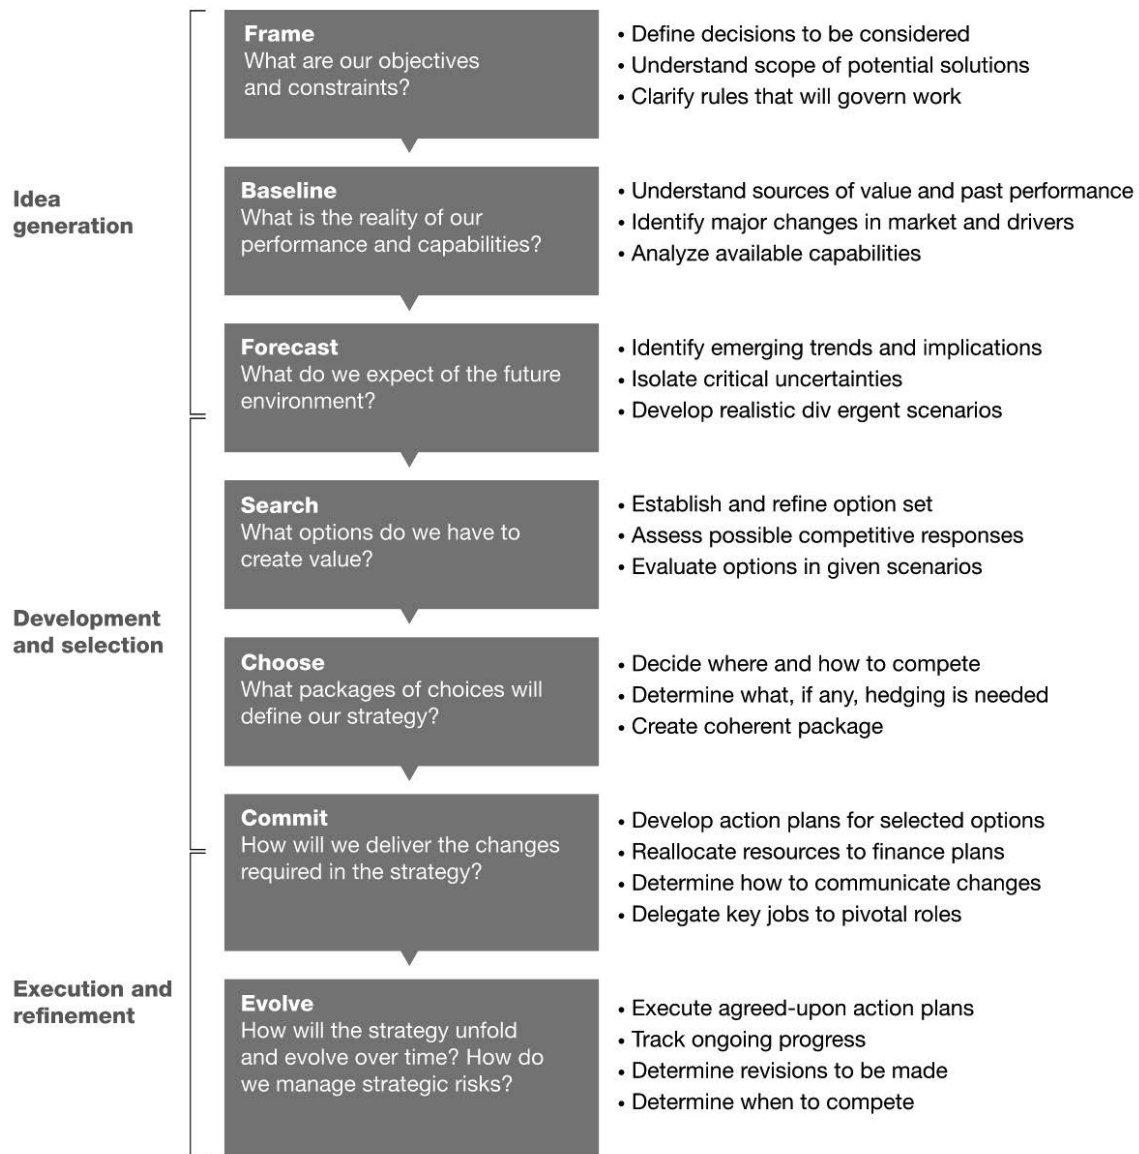 Idea
generation
Frame
What are our objectives
and constraints?
• Define decisions to be considered
• Understand scope of potential solutions
• Clarify rules that will govern work
Baseline
What is the reality of our
performance and capabilities?
• Understand sources of value and past performance
• Identify major changes in market and drivers
• Analyze available capabilities
Forecast
What do we expect of the future
environment?
• Identify emerging trends and implications
• Isolate critical uncertainties
• Develop realistic div ergent scenarios
Development
and selection
Search
What options do we have to
create value?
• Establish and refine option set
• Assess possible competitive responses
• Evaluate options in given scenarios
Choose
What packages of choices will
define our strategy?
• Decide where and how to compete
• Determine what, if any, hedging is needed
• Create coherent package
Commit
How will we deliver the changes
required in the strategy?
• Develop action plans for selected options
• Reallocate resources to finance plans
• Determine how to communicate changes
• Delegate key jobs to pivotal roles
Execution and
refinement
Evolve
How will the strategy unfold
and evolve over time? How do
we manage strategic risks?
• Execute agreed-upon action plans
• Track ongoing progress
• Determine revisions to be made
• Determine when to compete